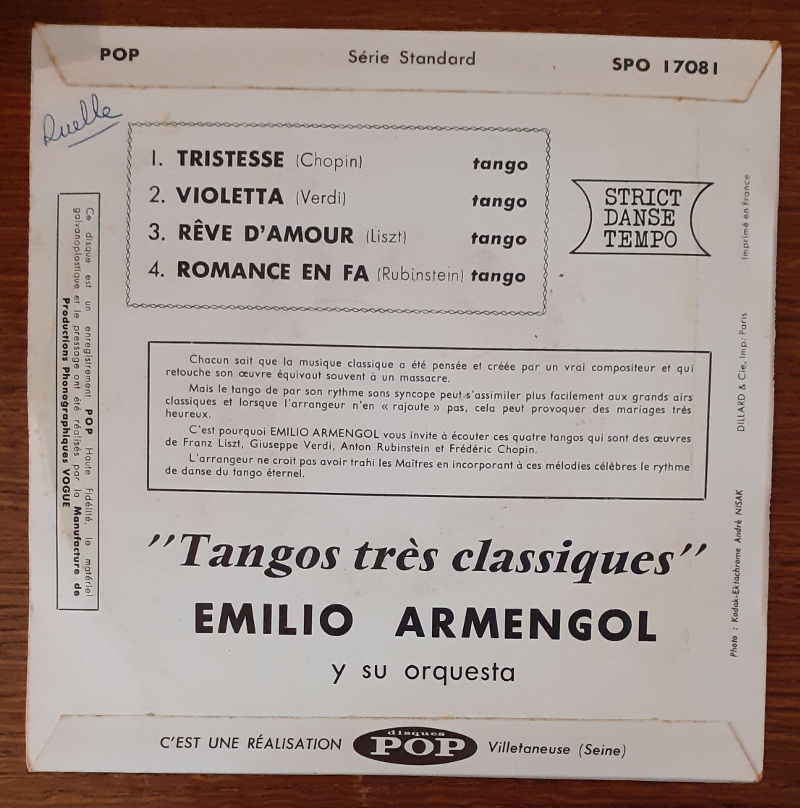 POP Série Standard SPO 17081
Ruelle
1. TRISTESSE (Chopin) tango
2. VIOLETTA (Verdi) tango
3. RÊVE D'AMOUR (Liszt) tango
4. ROMANCE EN FA (Rubinstein) tango
STRICT
DANSE
TEMPO
Ce disque est un enregistrement POP Haute Fidélité, le matériel
galvanoplastique et le pressage ont été réalisés par la Manufacture de
Productions Phonographiques VOGUE
Chacun sait que la musique classique a été pensée et créée par un vrai compositeur et qui
retouche son œuvre équivaut souvent à un massacre.
Mais le tango de par son rythme sans syncope peut s'assimiler plus facilement aux grands airs
classiques et lorsque l'arrangeur n'en « rajoute » pas, cela peut provoquer des mariages très
heureux.
C'est pourquoi EMILIO ARMENGOL vous invite à écouter ces quatre tangos qui sont des œuvres
de Franz Liszt, Giuseppe Verdi, Anton Rubinstein et Frédéric Chopin.
L'arrangeur ne croit pas avoir trahi les Maîtres en incorporant à ces mélodies célèbres le rythme
de danse du tango éternel.
"Tangos très classiques"
EMILIO ARMENGOL
y su orquesta
Photo : Kodak-Ektachrome André NISAK DILLARD & Cie, Imp. Paris Imprimé en France
C'EST UNE RÉALISATION disques POP Villetaneuse (Seine)